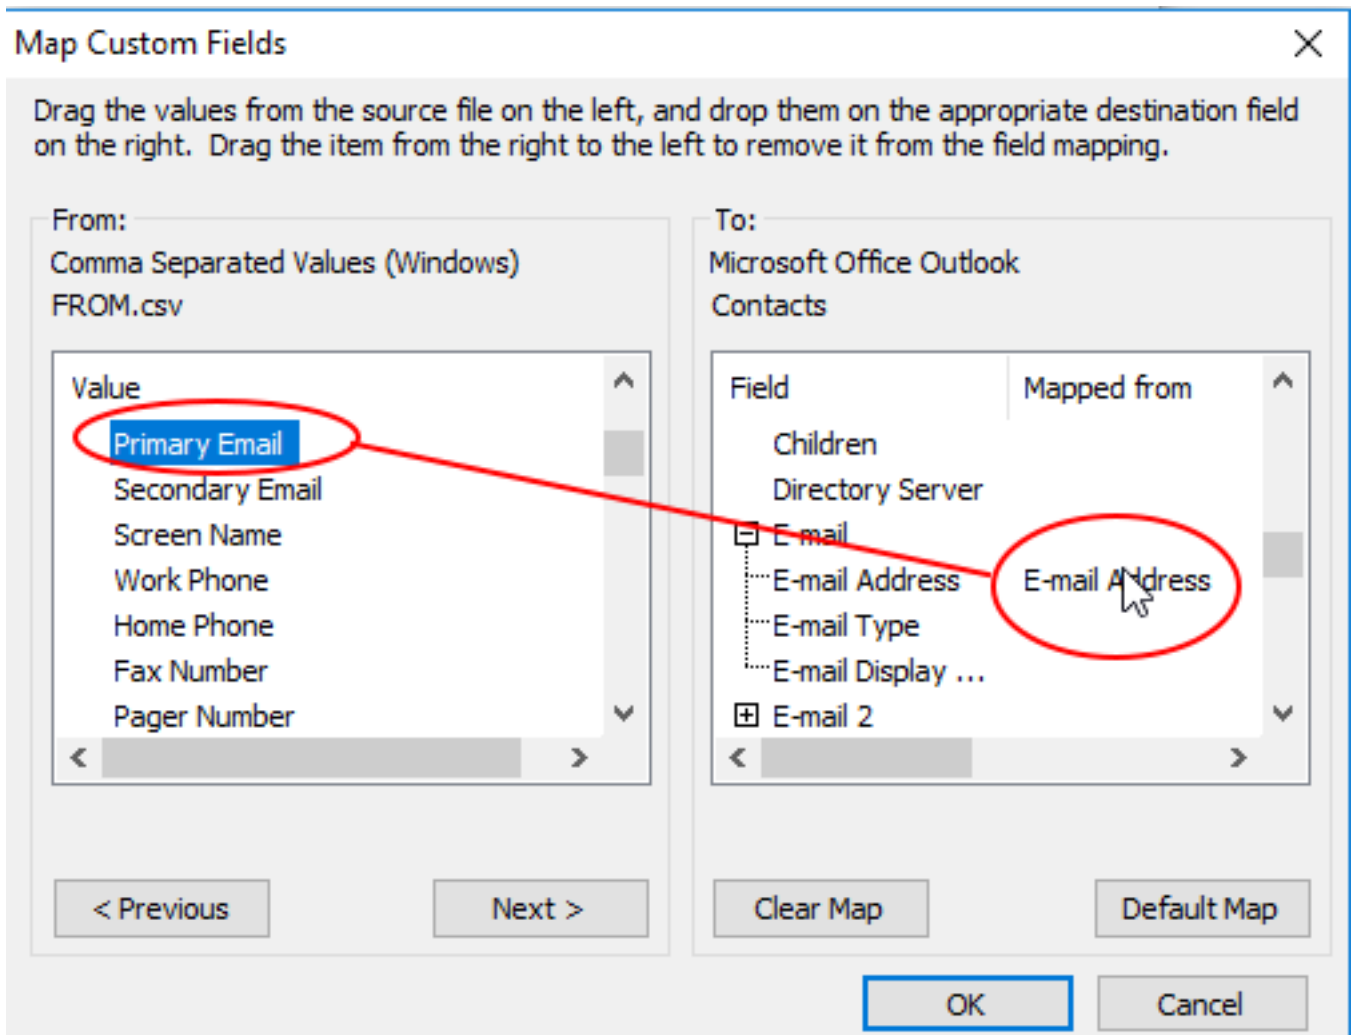 Map Custom Fields
Drag the values from the source file on the left, and drop them on the appropriate destination field
on the right. Drag the item from the right to the left to remove it from the field mapping.
From:
Comma Separated Values (Windows)
FROM.csv
Value
Primary Email
Secondary Email
Screen Name
Work Phone
Home Phone
Fax Number
Pager Number
< Previous
Next >
To:
Microsoft Office Outlook
Contacts
Field Mapped from
Children
Directory Server
E-mail
E-mail Address E-mail Address
E-mail Type
E-mail Display ...
E-mail 2
Clear Map
Default Map
OK
Cancel